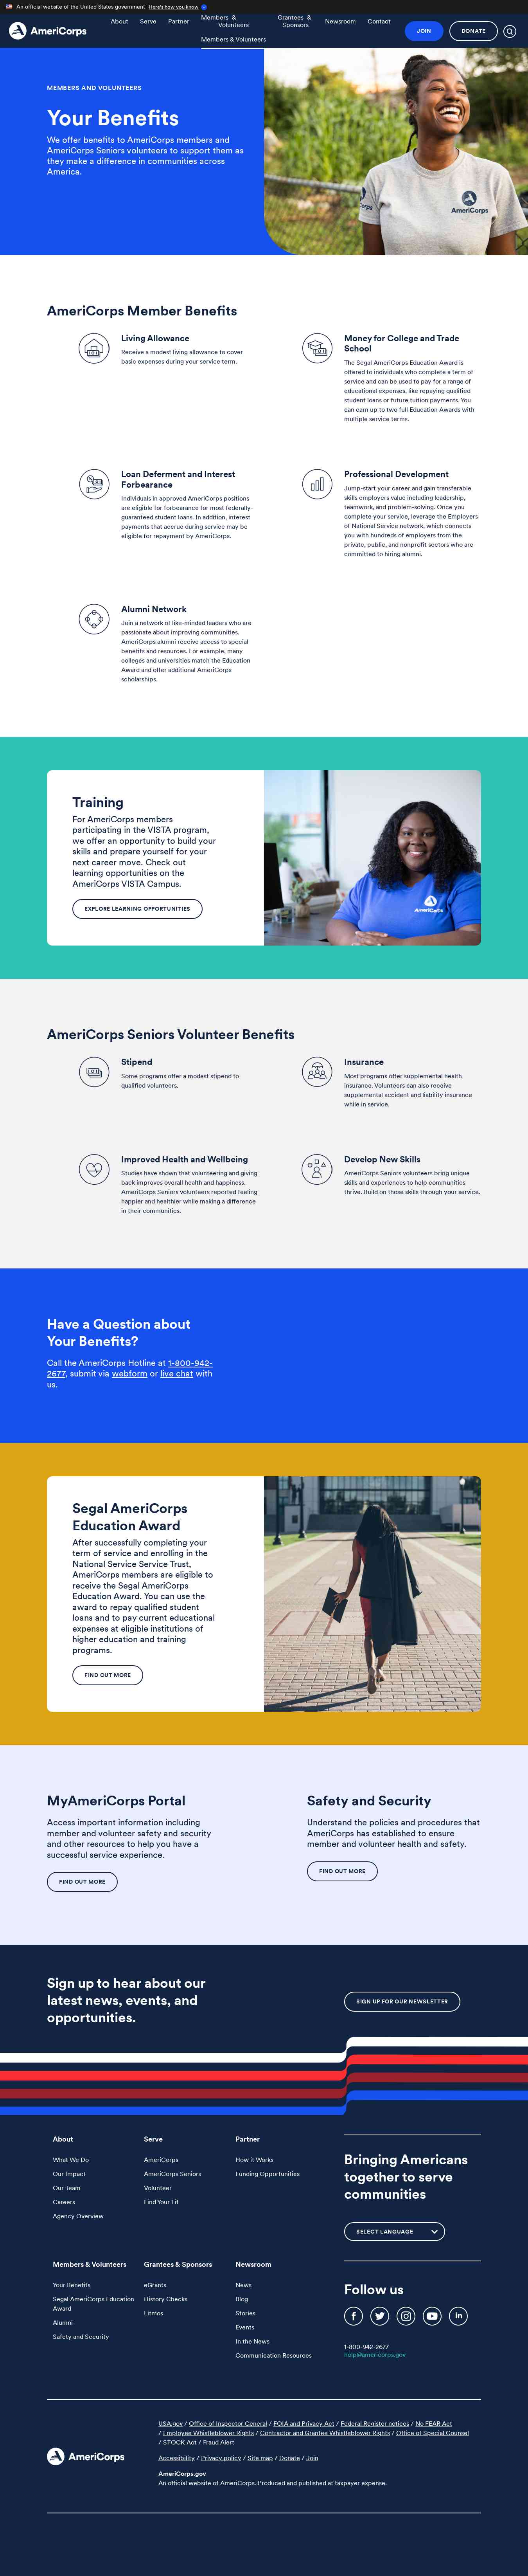 An official website of the United States government Here's how you know
AmeriCorps
About
Serve
Partner
Members &
Volunteers
Grantees &
Sponsors
Newsroom
Contact
Members & Volunteers
JOIN
DONATE
MEMBERS AND VOLUNTEERS
Your Benefits
We offer benefits to AmeriCorps members and
AmeriCorps Seniors volunteers to support them as
they make a difference in communities across
America.
AmeriCorps
AmeriCorps Member Benefits
Living Allowance
Receive a modest living allowance to cover
basic expenses during your service term.
Money for College and Trade
School
The Segal AmeriCorps Education Award is
offered to individuals who complete a term of
service and can be used to pay for a range of
educational expenses, like repaying qualified
student loans or future tuition payments. You
can earn up to two full Education Awards with
multiple service terms.
Loan Deferment and Interest
Forbearance
Individuals in approved AmeriCorps positions
are eligible for forbearance for most federally-
guaranteed student loans. In addition, interest
payments that accrue during service may be
eligible for repayment by AmeriCorps.
Professional Development
Jump-start your career and gain transferable
skills employers value including leadership,
teamwork, and problem-solving. Once you
complete your service, leverage the Employers
of National Service network, which connects
you with hundreds of employers from the
private, public, and nonprofit sectors who are
committed to hiring alumni.
Alumni Network
Join a network of like-minded leaders who are
passionate about improving communities.
AmeriCorps alumni receive access to special
benefits and resources. For example, many
colleges and universities match the Education
Award and offer additional AmeriCorps
scholarships.
Training
For AmeriCorps members
participating in the VISTA program,
we offer an opportunity to build your
skills and prepare yourself for your
next career move. Check out
learning opportunities on the
AmeriCorps VISTA Campus.
EXPLORE LEARNING OPPORTUNITIES
AmeriCorps
AmeriCorps Seniors Volunteer Benefits
Stipend
Some programs offer a modest stipend to
qualified volunteers.
Insurance
Most programs offer supplemental health
insurance. Volunteers can also receive
supplemental accident and liability insurance
while in service.
Improved Health and Wellbeing
Studies have shown that volunteering and giving
back improves overall health and happiness.
AmeriCorps Seniors volunteers reported feeling
happier and healthier while making a difference
in their communities.
Develop New Skills
AmeriCorps Seniors volunteers bring unique
skills and experiences to help communities
thrive. Build on those skills through your service.
Have a Question about
Your Benefits?
Call the AmeriCorps Hotline at 1-800-942-
2677, submit via webform or live chat with
us.
Segal AmeriCorps
Education Award
After successfully completing your
term of service and enrolling in the
National Service Service Trust,
AmeriCorps members are eligible to
receive the Segal AmeriCorps
Education Award. You can use the
award to repay qualified student
loans and to pay current educational
expenses at eligible institutions of
higher education and training
programs.
FIND OUT MORE
MyAmeriCorps Portal
Access important information including
member and volunteer safety and security
and other resources to help you have a
successful service experience.
FIND OUT MORE
Safety and Security
Understand the policies and procedures that
AmeriCorps has established to ensure
member and volunteer health and safety.
FIND OUT MORE
Sign up to hear about our
latest news, events, and
opportunities.
SIGN UP FOR OUR NEWSLETTER
About
What We Do
Our Impact
Our Team
Careers
Agency Overview
Serve
AmeriCorps
AmeriCorps Seniors
Volunteer
Find Your Fit
Partner
How it Works
Funding Opportunities
Bringing Americans
together to serve
communities
SELECT LANGUAGE
Members & Volunteers
Your Benefits
Segal AmeriCorps Education
Award
Alumni
Safety and Security
Grantees & Sponsors
eGrants
History Checks
Litmos
Newsroom
News
Blog
Stories
Events
In the News
Communication Resources
Follow us
1-800-942-2677
help@americorps.gov
AmeriCorps
USA.gov / Office of Inspector General / FOIA and Privacy Act / Federal Register notices / No FEAR Act
/ Employee Whistleblower Rights / Contractor and Grantee Whistleblower Rights / Office of Special Counsel
/ STOCK Act / Fraud Alert
Accessibility / Privacy policy / Site map / Donate / Join
AmeriCorps.gov
An official website of AmeriCorps. Produced and published at taxpayer expense.